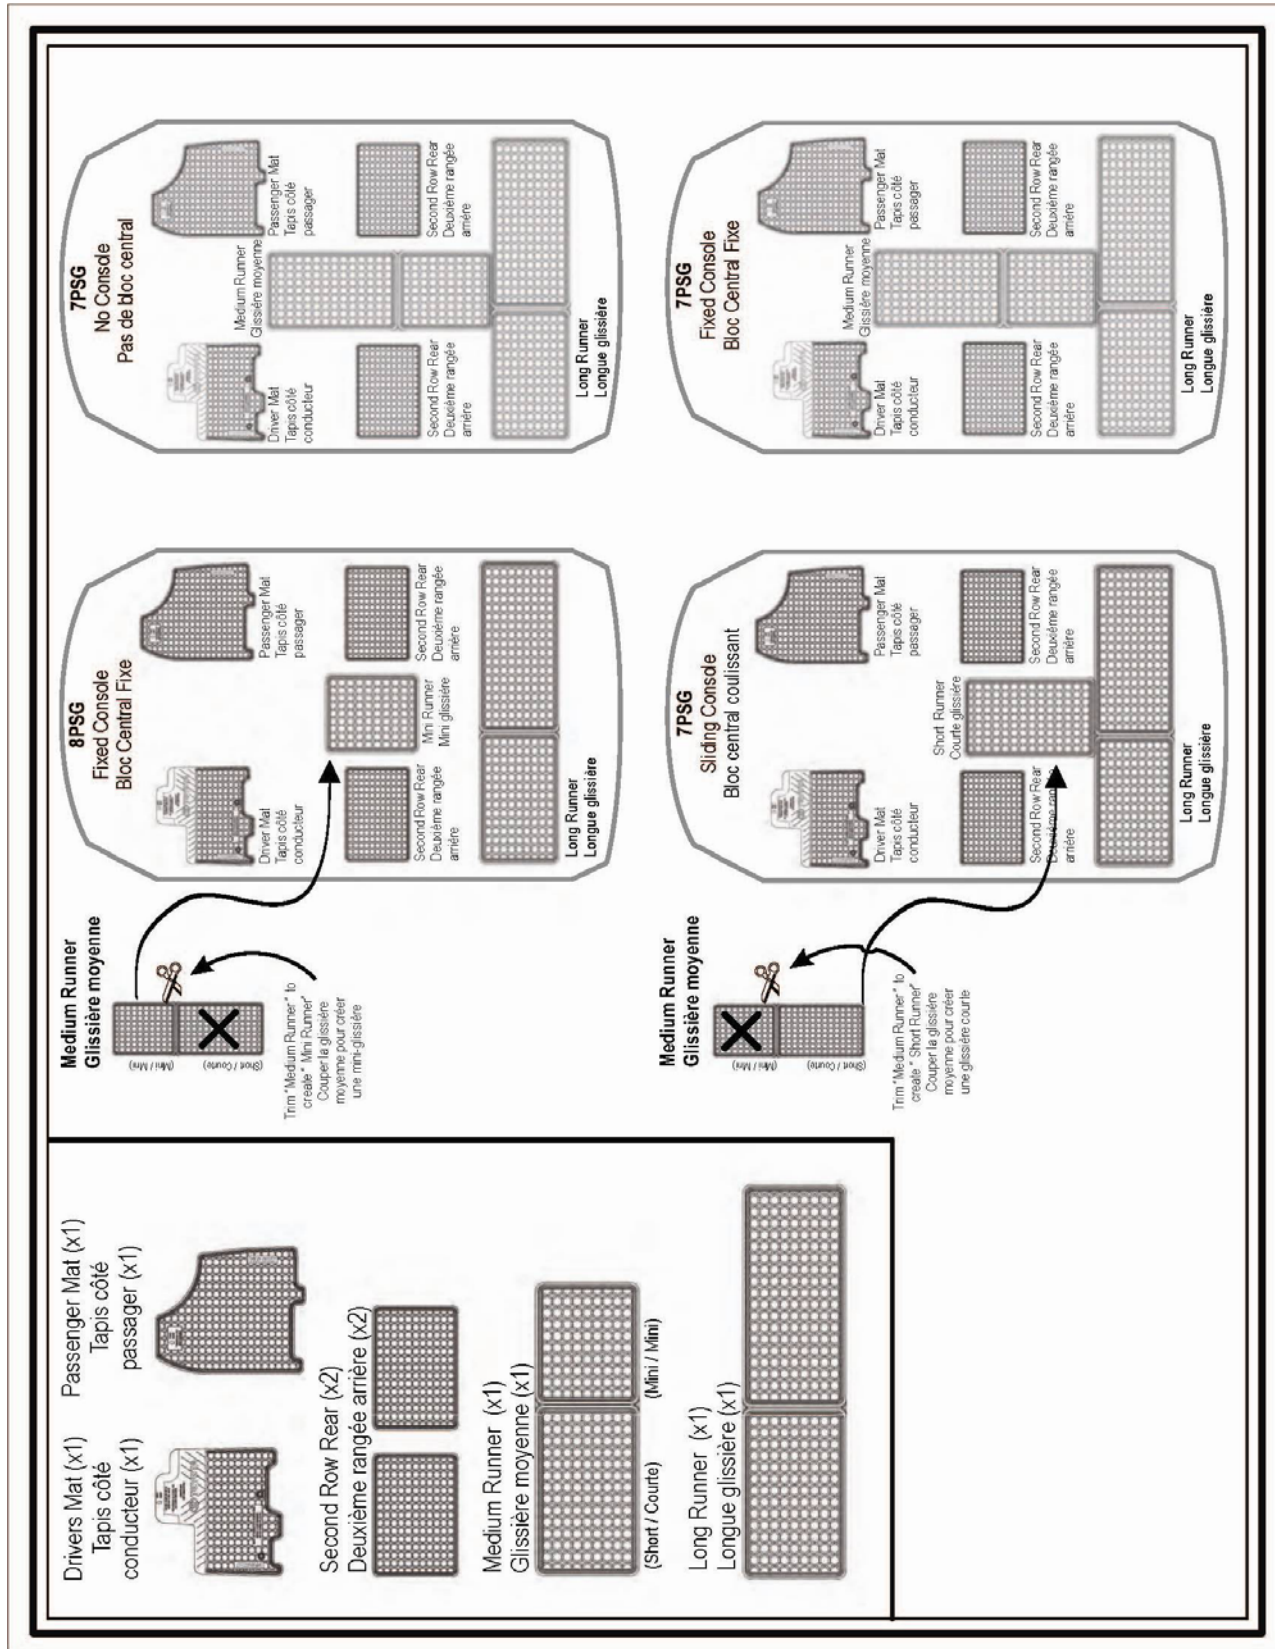 Drivers Mat (x1)
Tapis côté
conducteur (x1)
Passenger Mat (x1)
Tapis côté
passager (x1)
Second Row Rear (x2)
Deuxième rangée arrière (x2)
Medium Runner (x1)
Glissière moyenne (x1)
(Short / Courte)
(Mini / Mini)
Long Runner (x1)
Longue glissière (x1)
Medium Runner
Glissière moyenne
(Mini / Mini)
(Short / Courte)
Trim "Medium Runner" to
create " Mini Runner"
Couper la glissière
moyenne pour créer
une mini-glissière
8PSG
Fixed Console
Bloc Central Fixe
Driver Mat
Tapis côté
conducteur
Passenger Mat
Tapis côté
passager
Second Row Rear
Deuxième rangée
arrière
Mini Runner
Mini glissière
Second Row Rear
Deuxième rangée
arrière
Long Runner
Longue glissière
7PSG
No Console
Pas de bloc central
Driver Mat
Tapis côté
conducteur
Medium Runner
Glissière moyenne
Passenger Mat
Tapis côté
passager
Second Row Rear
Deuxième rangée
arrière
Second Row Rear
Deuxième rangée
arrière
Long Runner
Longue glissière
Medium Runner
Glissière moyenne
(Mini / Mini)
(Short / Courte)
Trim "Medium Runner" to
create " Short Runner"
Couper la glissière
moyenne pour créer
une glissière courte
7PSG
Sliding Console
Bloc central coulissant
Driver Mat
Tapis côté
conducteur
Passenger Mat
Tapis côté
passager
Short Runner
Courte glissière
Second Row Rear
Deuxième rangée
arrière
Second Row Rear
Deuxième rangée
arrière
Long Runner
Longue glissière
7PSG
Fixed Console
Bloc Central Fixe
Driver Mat
Tapis côté
conducteur
Medium Runner
Glissière moyenne
Passenger Mat
Tapis côté
passager
Second Row Rear
Deuxième rangée
arrière
Second Row Rear
Deuxième rangée
arrière
Long Runner
Longue glissière